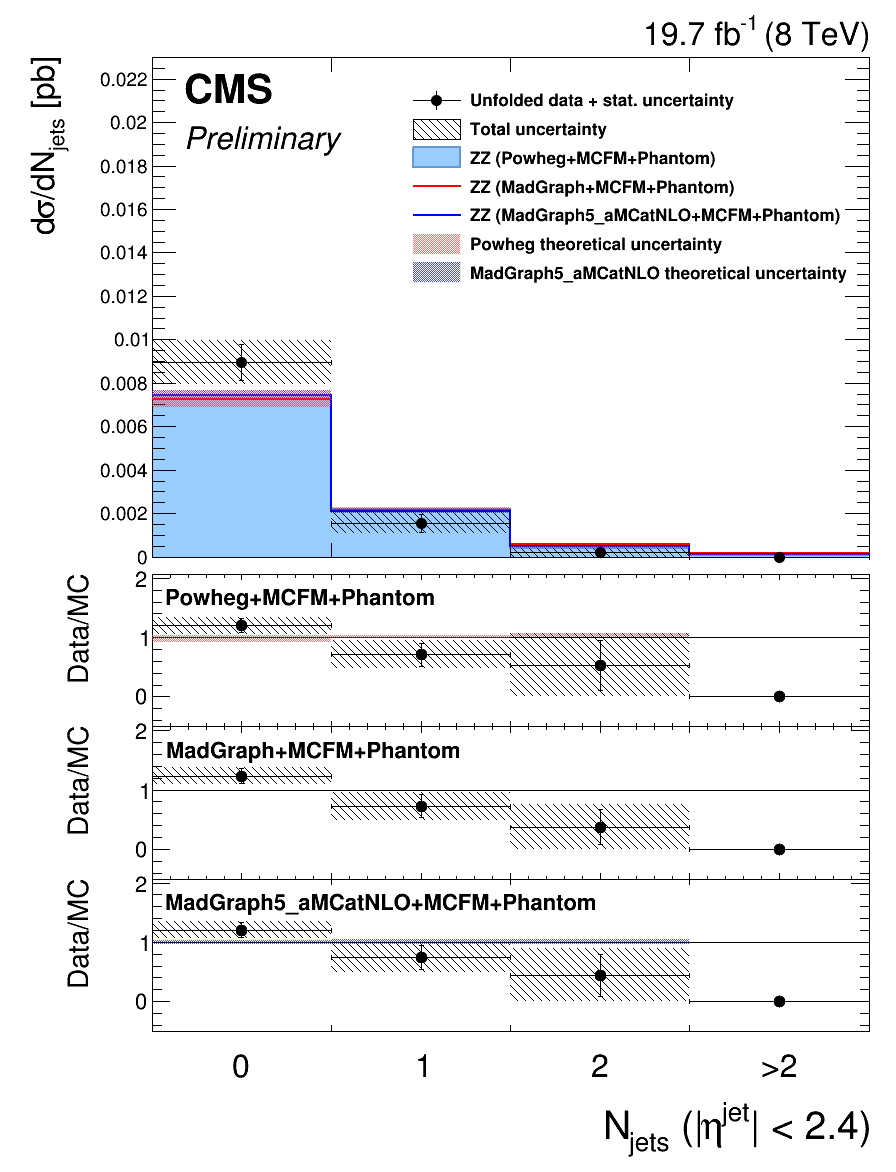 19.7 fb⁻¹ (8 TeV)
dσ/dN_jets [pb]
CMS
Preliminary
Unfolded data + stat. uncertainty
Total uncertainty
ZZ (Powheg+MCFM+Phantom)
ZZ (MadGraph+MCFM+Phantom)
ZZ (MadGraph5_aMCatNLO+MCFM+Phantom)
Powheg theoretical uncertainty
MadGraph5_aMCatNLO theoretical uncertainty
0.022
0.02
0.018
0.016
0.014
0.012
0.01
0.008
0.006
0.004
0.002
0
Data/MC
Powheg+MCFM+Phantom
2
1
0
Data/MC
MadGraph+MCFM+Phantom
2
1
0
Data/MC
MadGraph5_aMCatNLO+MCFM+Phantom
2
1
0
0 1 2 >2
N_jets (|η^jet| < 2.4)